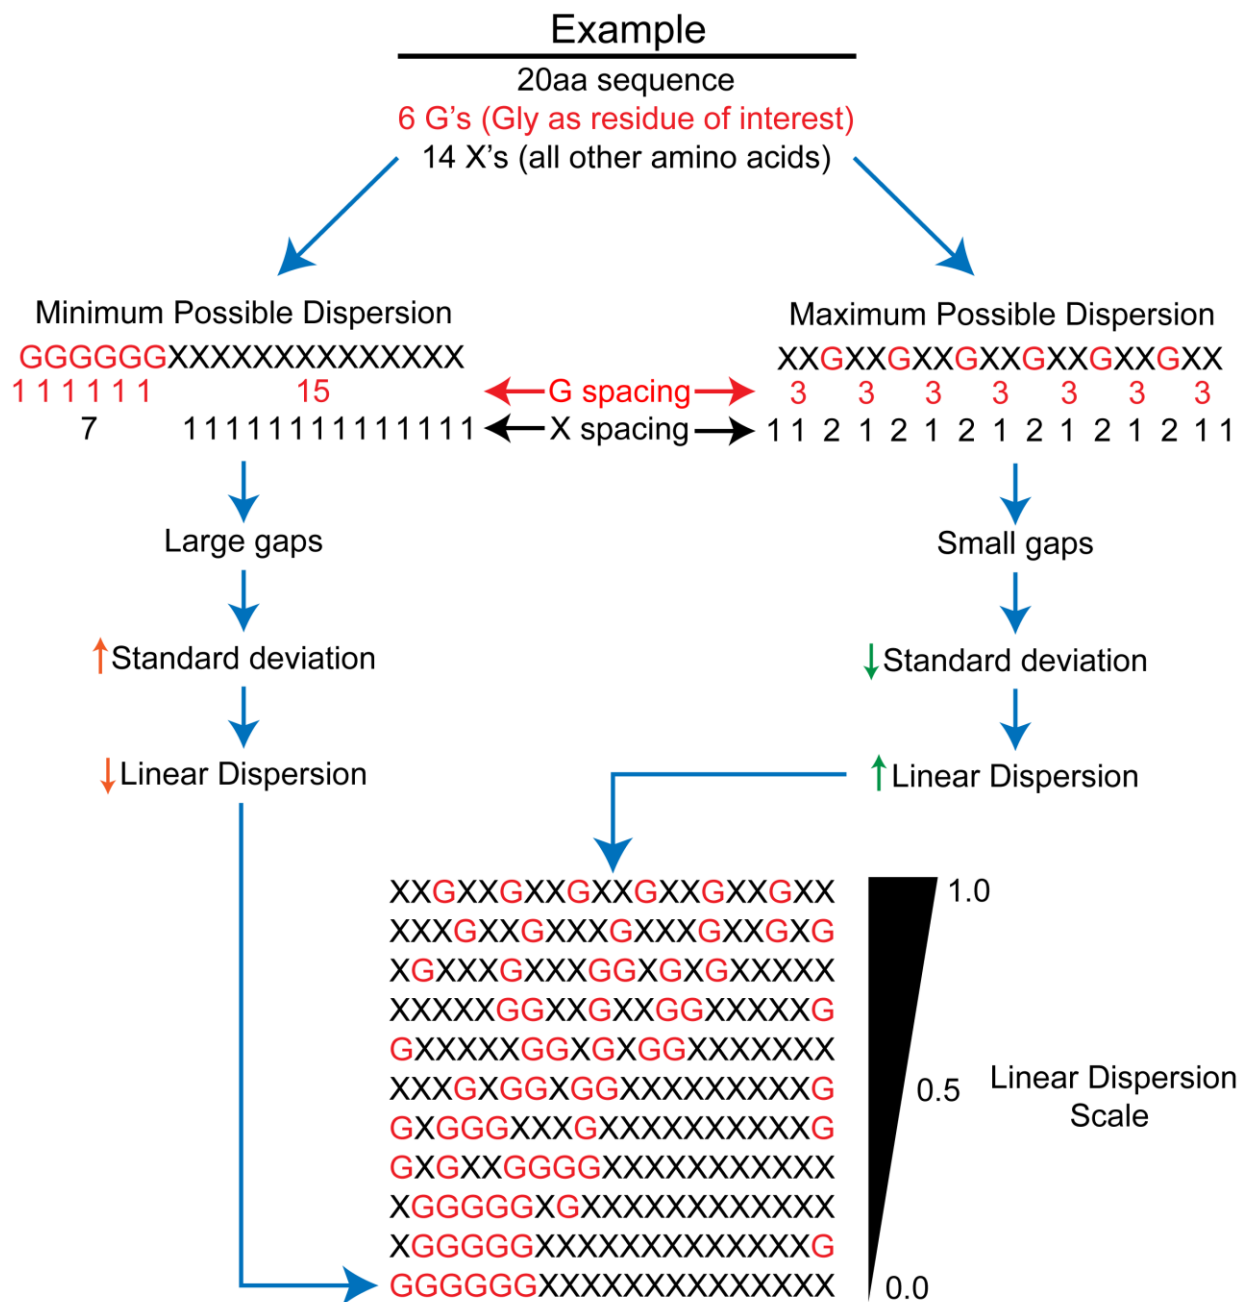 Example
20aa sequence
6 G's (Gly as residue of interest)
14 X's (all other amino acids)
Minimum Possible Dispersion
GGGGGGXXXXXXXXXXXXXX
1 1 1 1 1 1 15
7 1 1 1 1 1 1 1 1 1 1 1 1 1 1
G spacing
X spacing
Maximum Possible Dispersion
XXGXXGXXGXXGXXGXXGXX
3 3 3 3 3 3 3
1 1 2 1 2 1 2 1 2 1 2 1 2 1 1
Large gaps
Standard deviation
Linear Dispersion
Small gaps
Standard deviation
Linear Dispersion
XXGXXGXXGXXGXXGXXGXX
XXXGXXGXXXGXXXGXXGXG
XGXXXGXXXGGXGXGXXXXX
XXXXXGGXXGXXGGXXXXXG
GXXXXXGGXGXGGXXXXXXX
XXXGXGGXGGXXXXXXXXXG
GXGGGXXXGXXXXXXXXXXG
GXGXXGGGGXXXXXXXXXXX
XGGGGGXGXXXXXXXXXXXX
XGGGGGXXXXXXXXXXXXXG
GGGGGGXXXXXXXXXXXXXX
1.0
0.5
0.0
Linear Dispersion
Scale